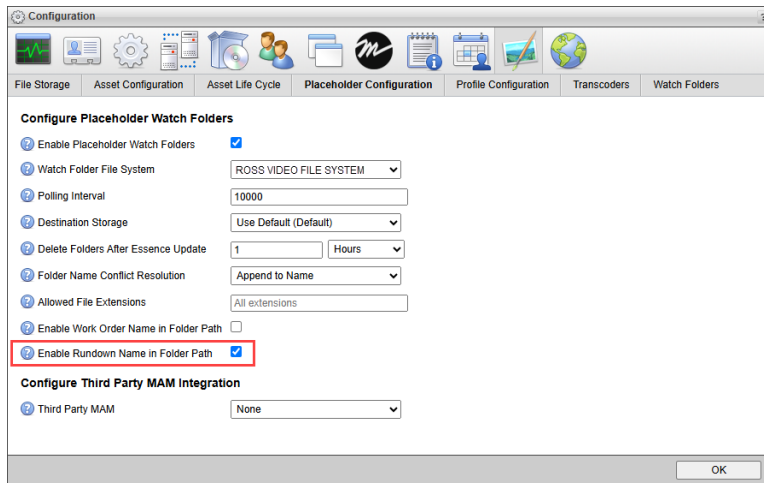 Configuration
File Storage Asset Configuration Asset Life Cycle Placeholder Configuration Profile Configuration Transcoders Watch Folders
Configure Placeholder Watch Folders
Enable Placeholder Watch Folders
Watch Folder File System ROSS VIDEO FILE SYSTEM
Polling Interval 10000
Destination Storage Use Default (Default)
Delete Folders After Essence Update 1 Hours
Folder Name Conflict Resolution Append to Name
Allowed File Extensions All extensions
Enable Work Order Name in Folder Path
Enable Rundown Name in Folder Path
Configure Third Party MAM Integration
Third Party MAM None
OK